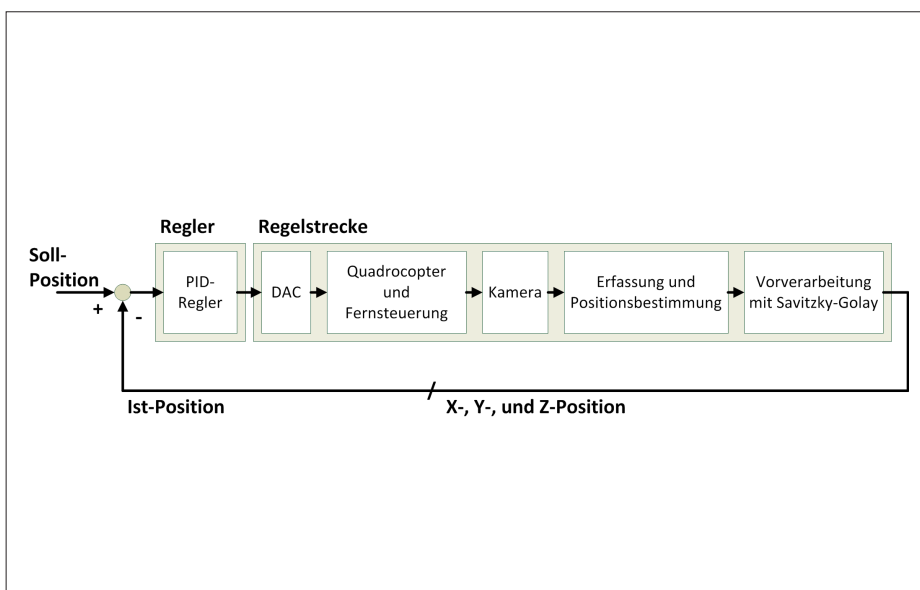 Regler
Regelstrecke
Soll-
Position
+
-
PID-
Regler
DAC
Quadrocopter
und
Fernsteuerung
Kamera
Erfassung und
Positionsbestimmung
Vorverarbeitung
mit Savitzky-Golay
Ist-Position
X-, Y-, und Z-Position